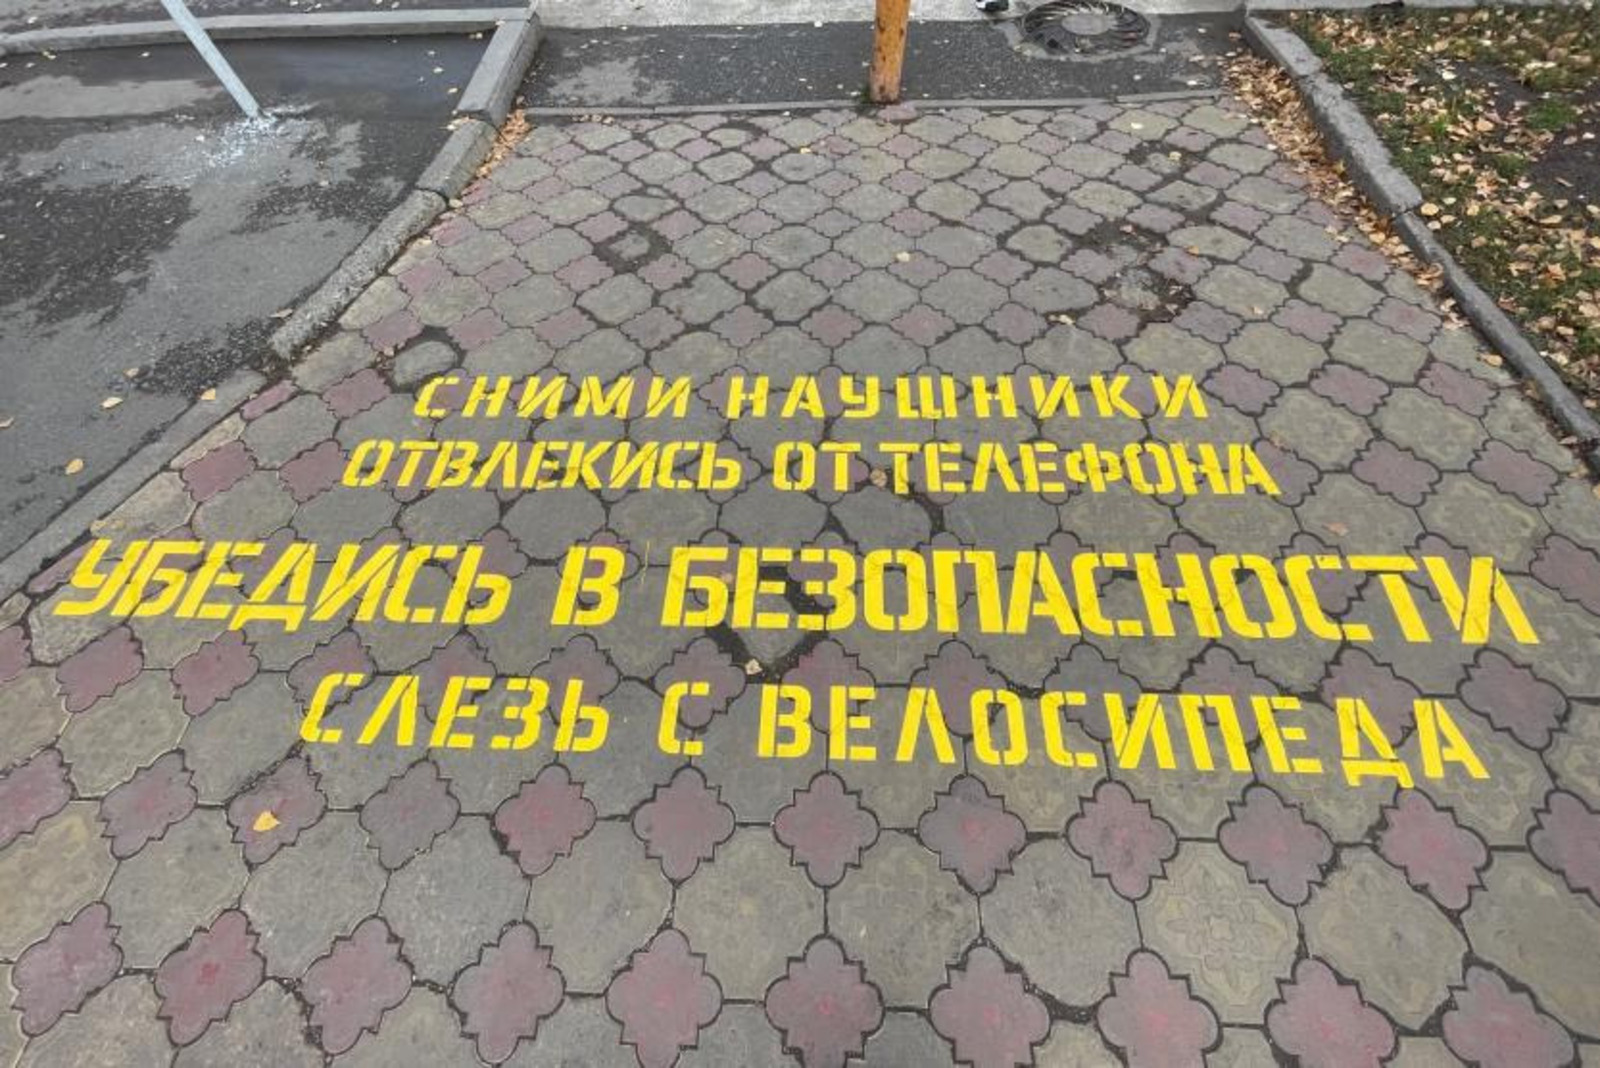 СНИМИ НАУШНИКИ
ОТВЛЕКИСЬ ОТ ТЕЛЕФОНА
УБЕДИСЬ В БЕЗОПАСНОСТИ
СЛЕЗЬ С ВЕЛОСИПЕДА